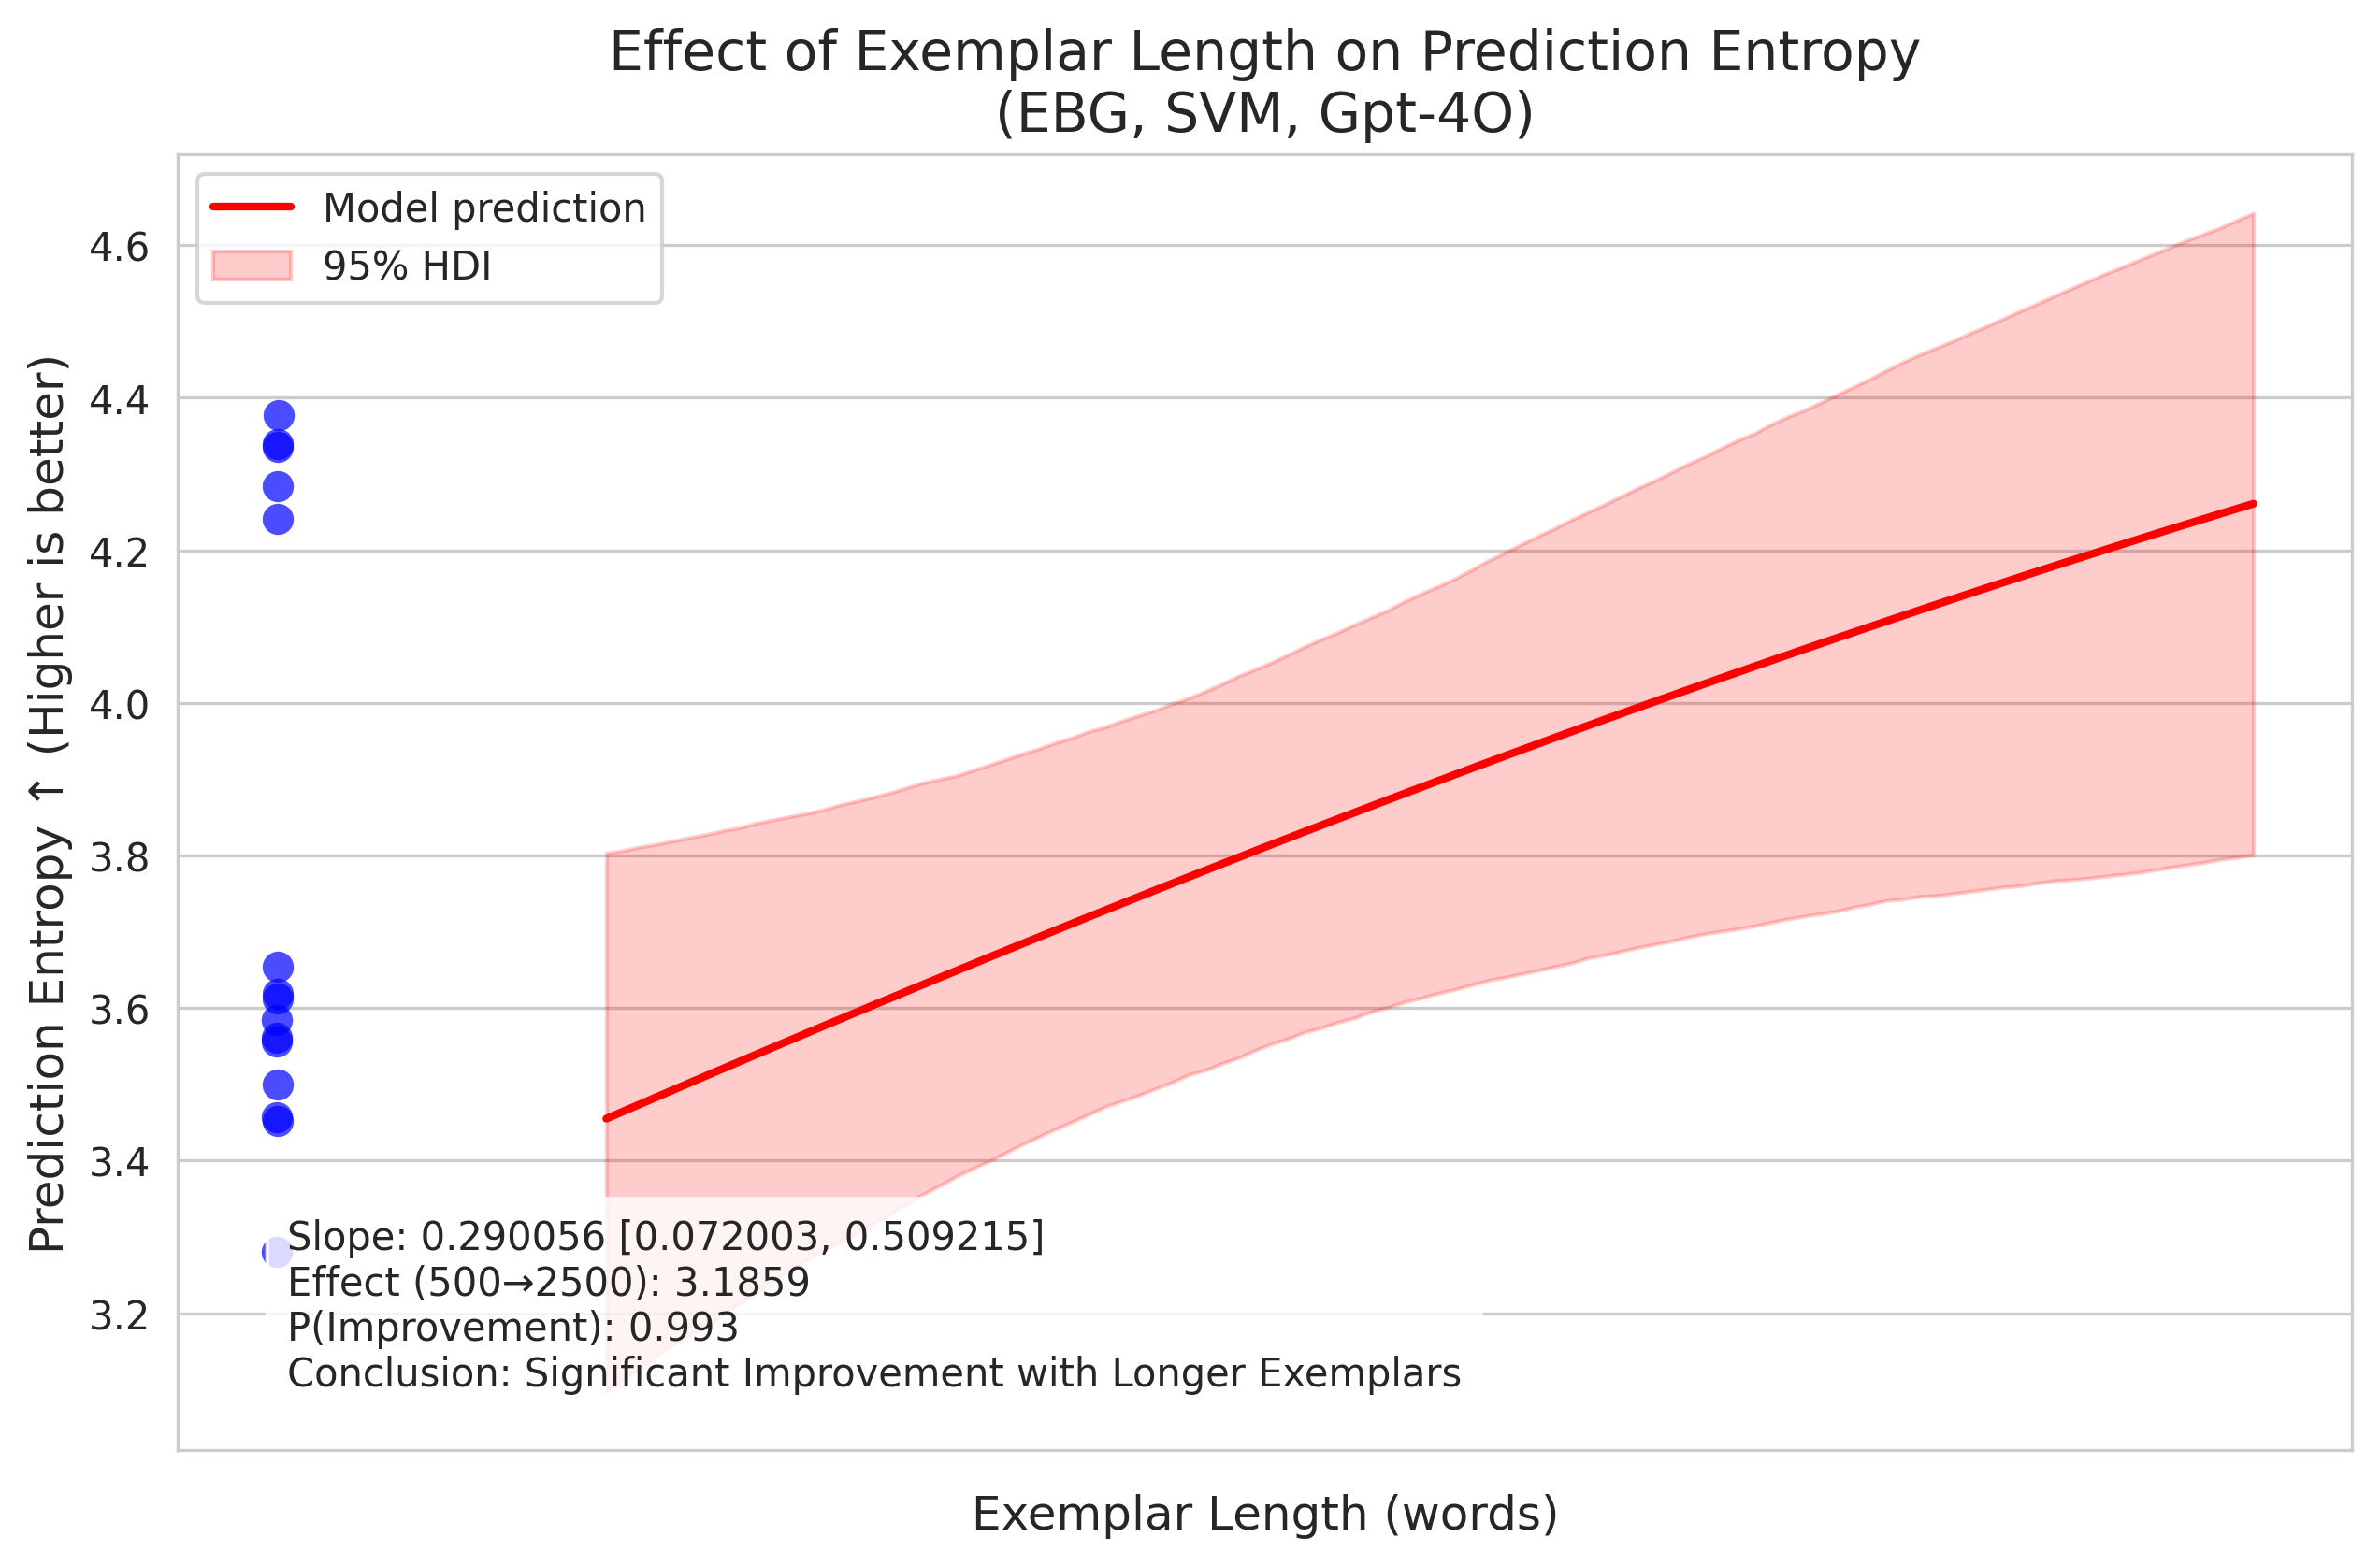 Effect of Exemplar Length on Prediction Entropy
(EBG, SVM, Gpt-4O)
Model prediction
95% HDI
Prediction Entropy ↑ (Higher is better)
4.6
4.4
4.2
4.0
3.8
3.6
3.4
3.2
Slope: 0.290056 [0.072003, 0.509215]
Effect (500→2500): 3.1859
P(Improvement): 0.993
Conclusion: Significant Improvement with Longer Exemplars
Exemplar Length (words)